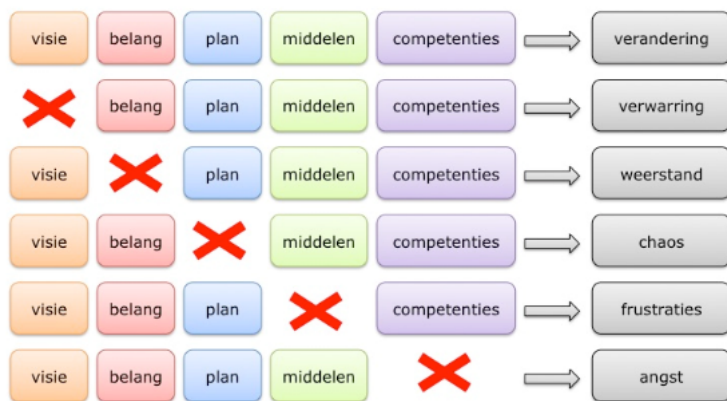 visie belang plan middelen competenties verandering
belang plan middelen competenties verwarring
visie plan middelen competenties weerstand
visie belang middelen competenties chaos
visie belang plan competenties frustraties
visie belang plan middelen angst